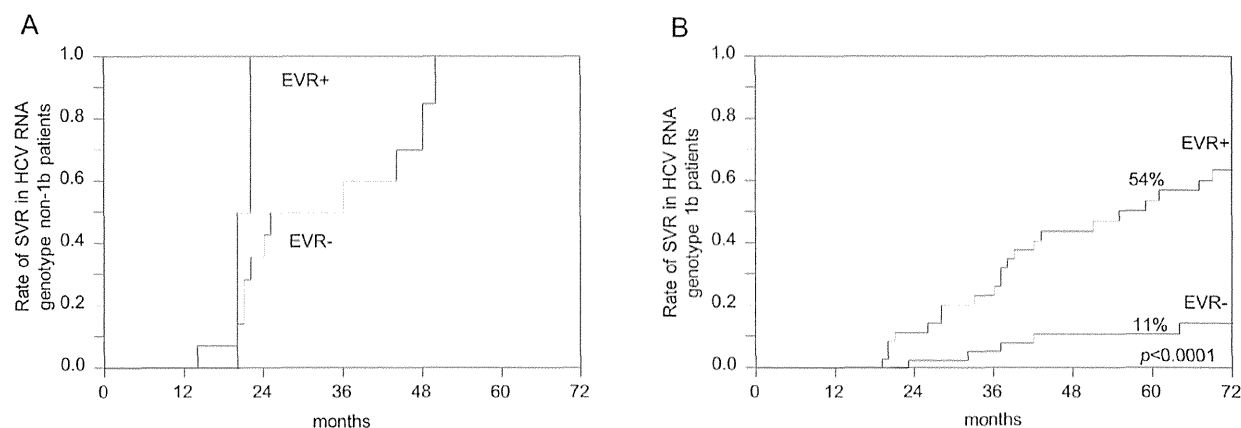 A
Rate of SVR in HCV RNA
genotype non-1b patients
1.0
0.8
0.6
0.4
0.2
0.0
EVR+
EVR-
0 12 24 36 48 60 72
months
B
Rate of SVR in HCV RNA
genotype 1b patients
1.0
0.8
0.6
0.4
0.2
0.0
EVR+
54%
EVR-
11%
p<0.0001
0 12 24 36 48 60 72
months